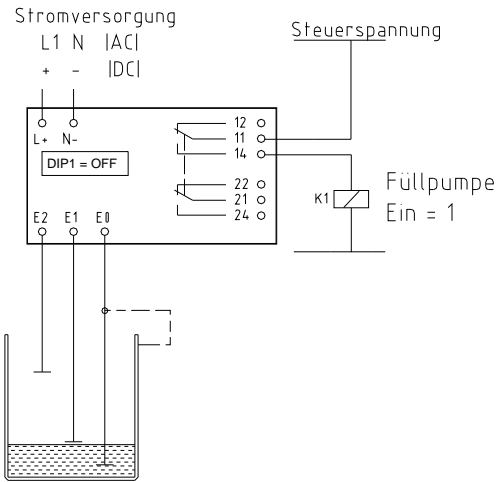 Stromversorgung
L1 N |AC|
+ - |DC|
Steuerspannung
L+ N-
DIP1 = OFF
12
11
14
22
21
24
E2 E1 E0
K1
Füllpumpe
Ein = 1